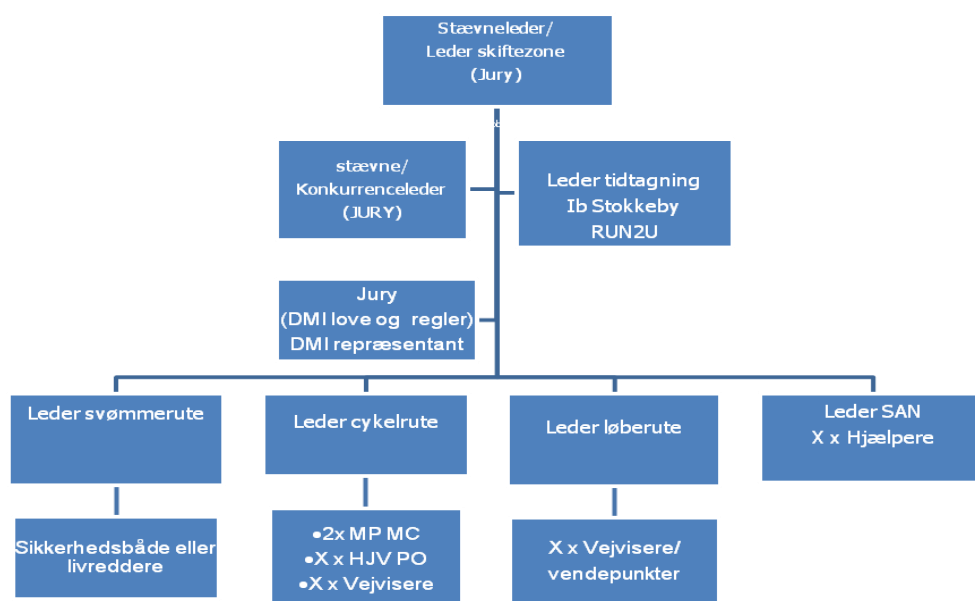 Stævneleder/
Leder skiftezone
(Jury)
stævne/
Konkurrenceleder
(JURY)
Leder tidtagning
Ib Stokkeby
RUN2U
Jury
(DMI love og regler)
DMI repræsentant
Leder svømmerute
Leder cykelrute
Leder løberute
Leder SAN
X x Hjælpere
Sikkerhedsbåde eller
livreddere
•2x MP MC
•X x HJV PO
•X x Vejvisere
X x Vejvisere/
vendepunkter